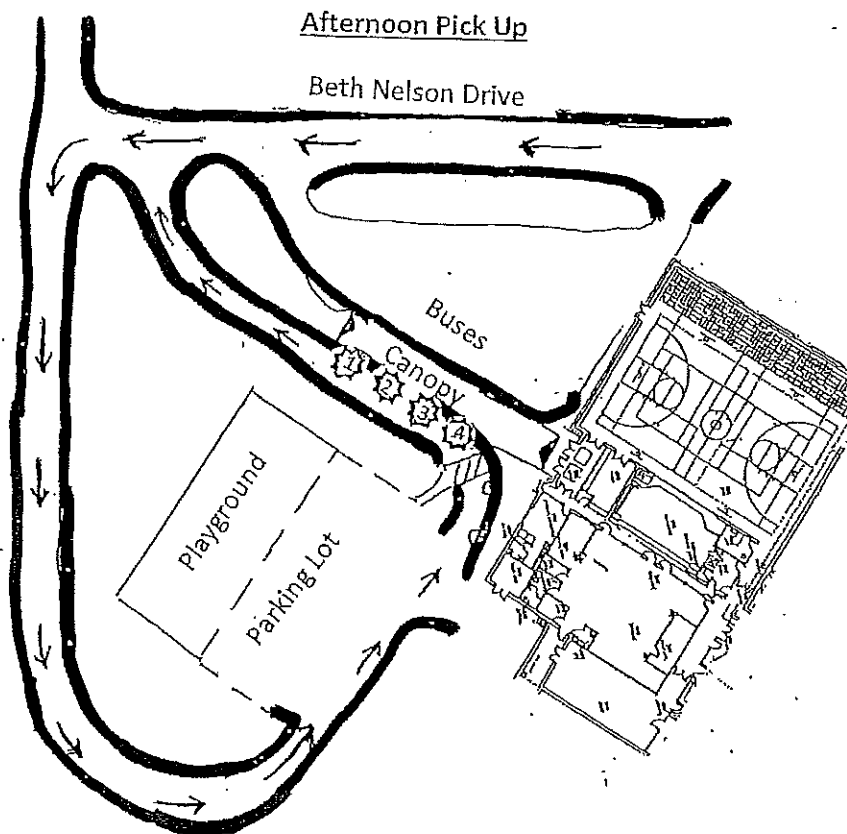 Afternoon Pick Up
Beth Nelson Drive
Buses
Canopy
1
2
3
4
Playground
Parking Lot